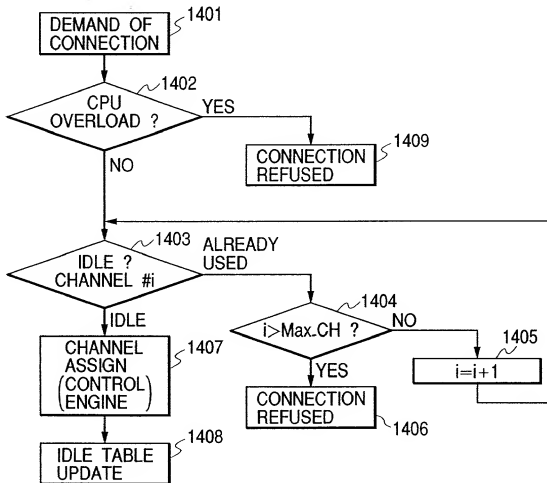 DEMAND OF
CONNECTION
1401
1402
CPU
OVERLOAD ?
YES
NO
CONNECTION
REFUSED
1409
1403
IDLE ?
CHANNEL #i
ALREADY
USED
IDLE
1404
i>Max_CH ?
NO
YES
1405
i=i+1
CHANNEL
ASSIGN
(CONTROL
ENGINE)
1407
CONNECTION
REFUSED
1406
IDLE TABLE
UPDATE
1408